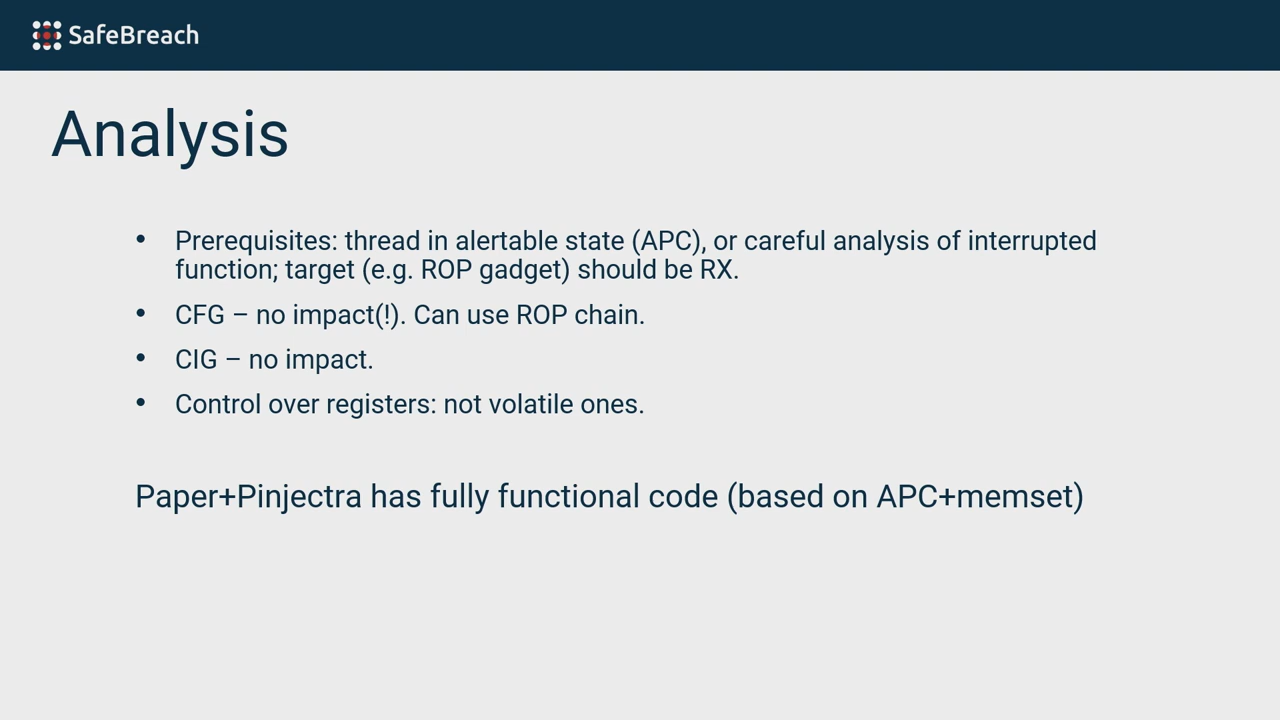 SafeBreach
Analysis
• Prerequisites: thread in alertable state (APC), or careful analysis of interrupted
function; target (e.g. ROP gadget) should be RX.
• CFG – no impact(!). Can use ROP chain.
• CIG – no impact.
• Control over registers: not volatile ones.
Paper+Pinjectra has fully functional code (based on APC+memset)